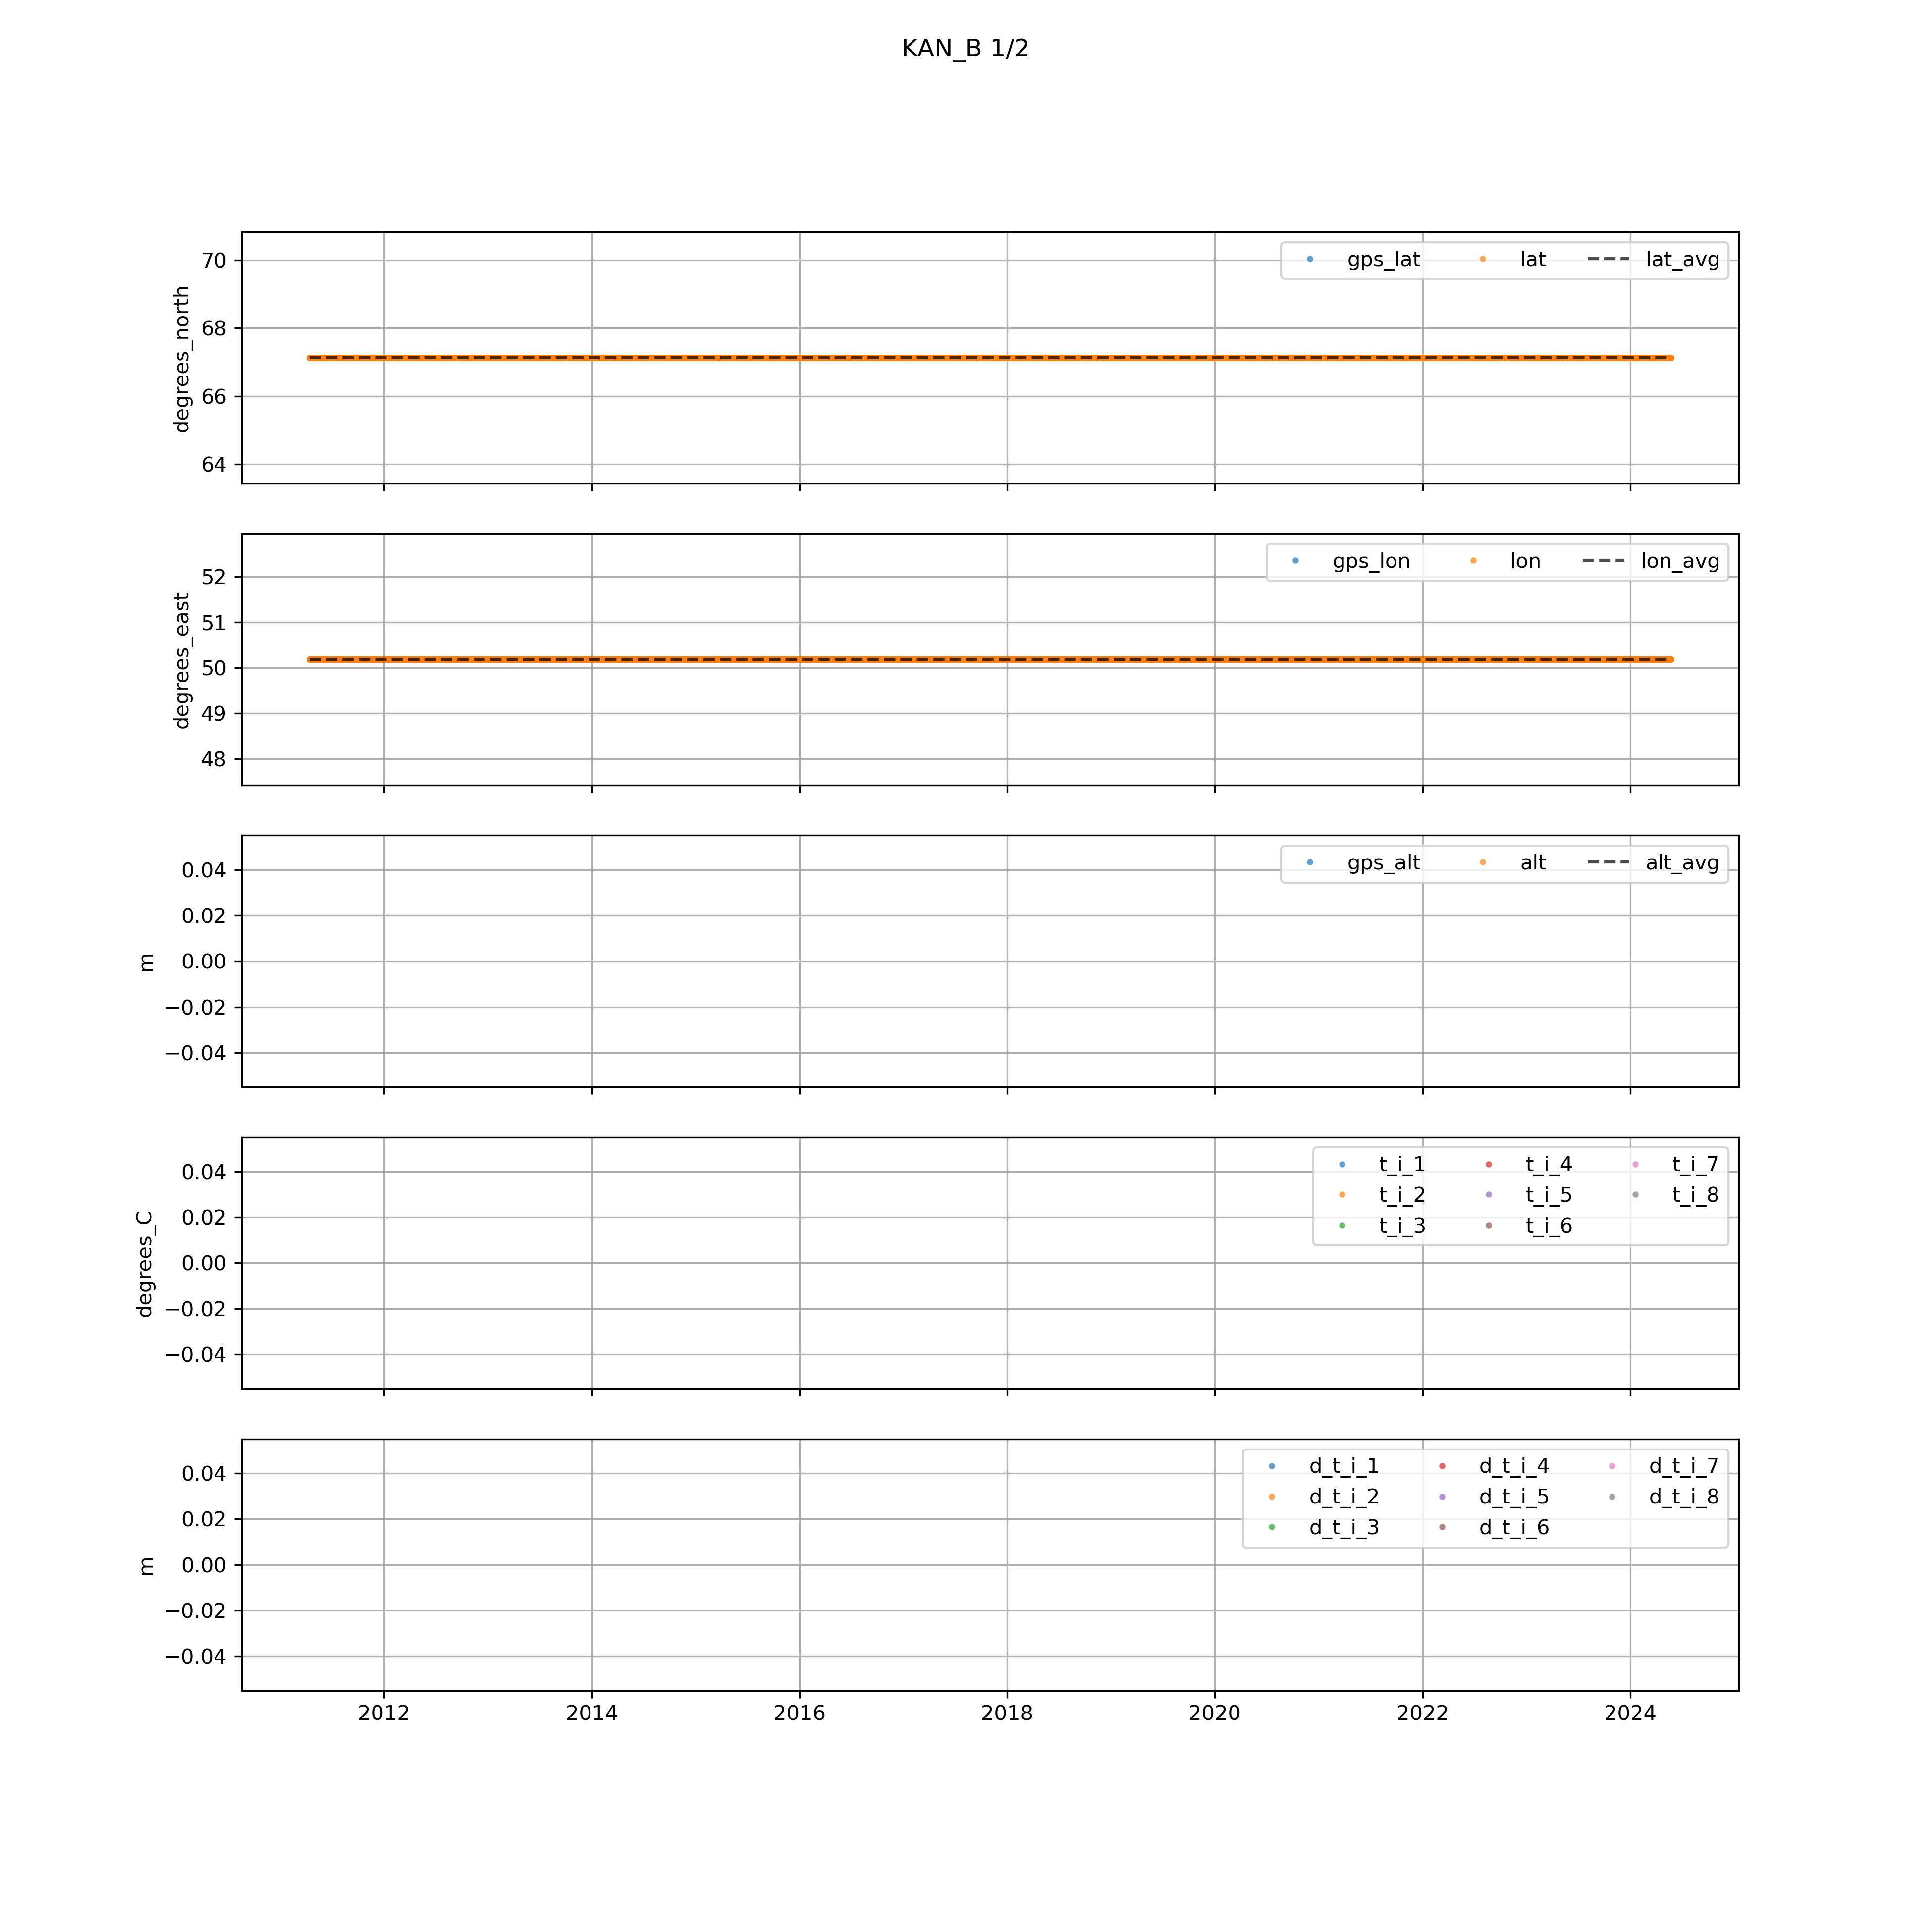 KAN_B 1/2
degrees_north
70
68
66
64
gps_lat lat lat_avg
degrees_east
52
51
50
49
48
gps_lon lon lon_avg
m
0.04
0.02
0.00
−0.02
−0.04
gps_alt alt alt_avg
degrees_C
0.04
0.02
0.00
−0.02
−0.04
t_i_1 t_i_4 t_i_7
t_i_2 t_i_5 t_i_8
t_i_3 t_i_6
m
0.04
0.02
0.00
−0.02
−0.04
d_t_i_1 d_t_i_4 d_t_i_7
d_t_i_2 d_t_i_5 d_t_i_8
d_t_i_3 d_t_i_6
2012 2014 2016 2018 2020 2022 2024